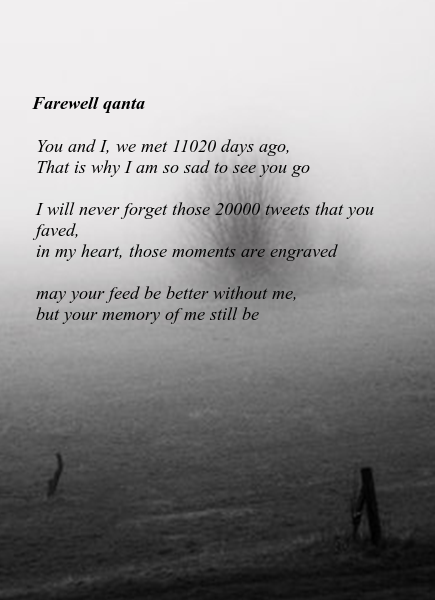 Farewell qanta
You and I, we met 11020 days ago,
That is why I am so sad to see you go
I will never forget those 20000 tweets that you
faved,
in my heart, those moments are engraved
may your feed be better without me,
but your memory of me still be